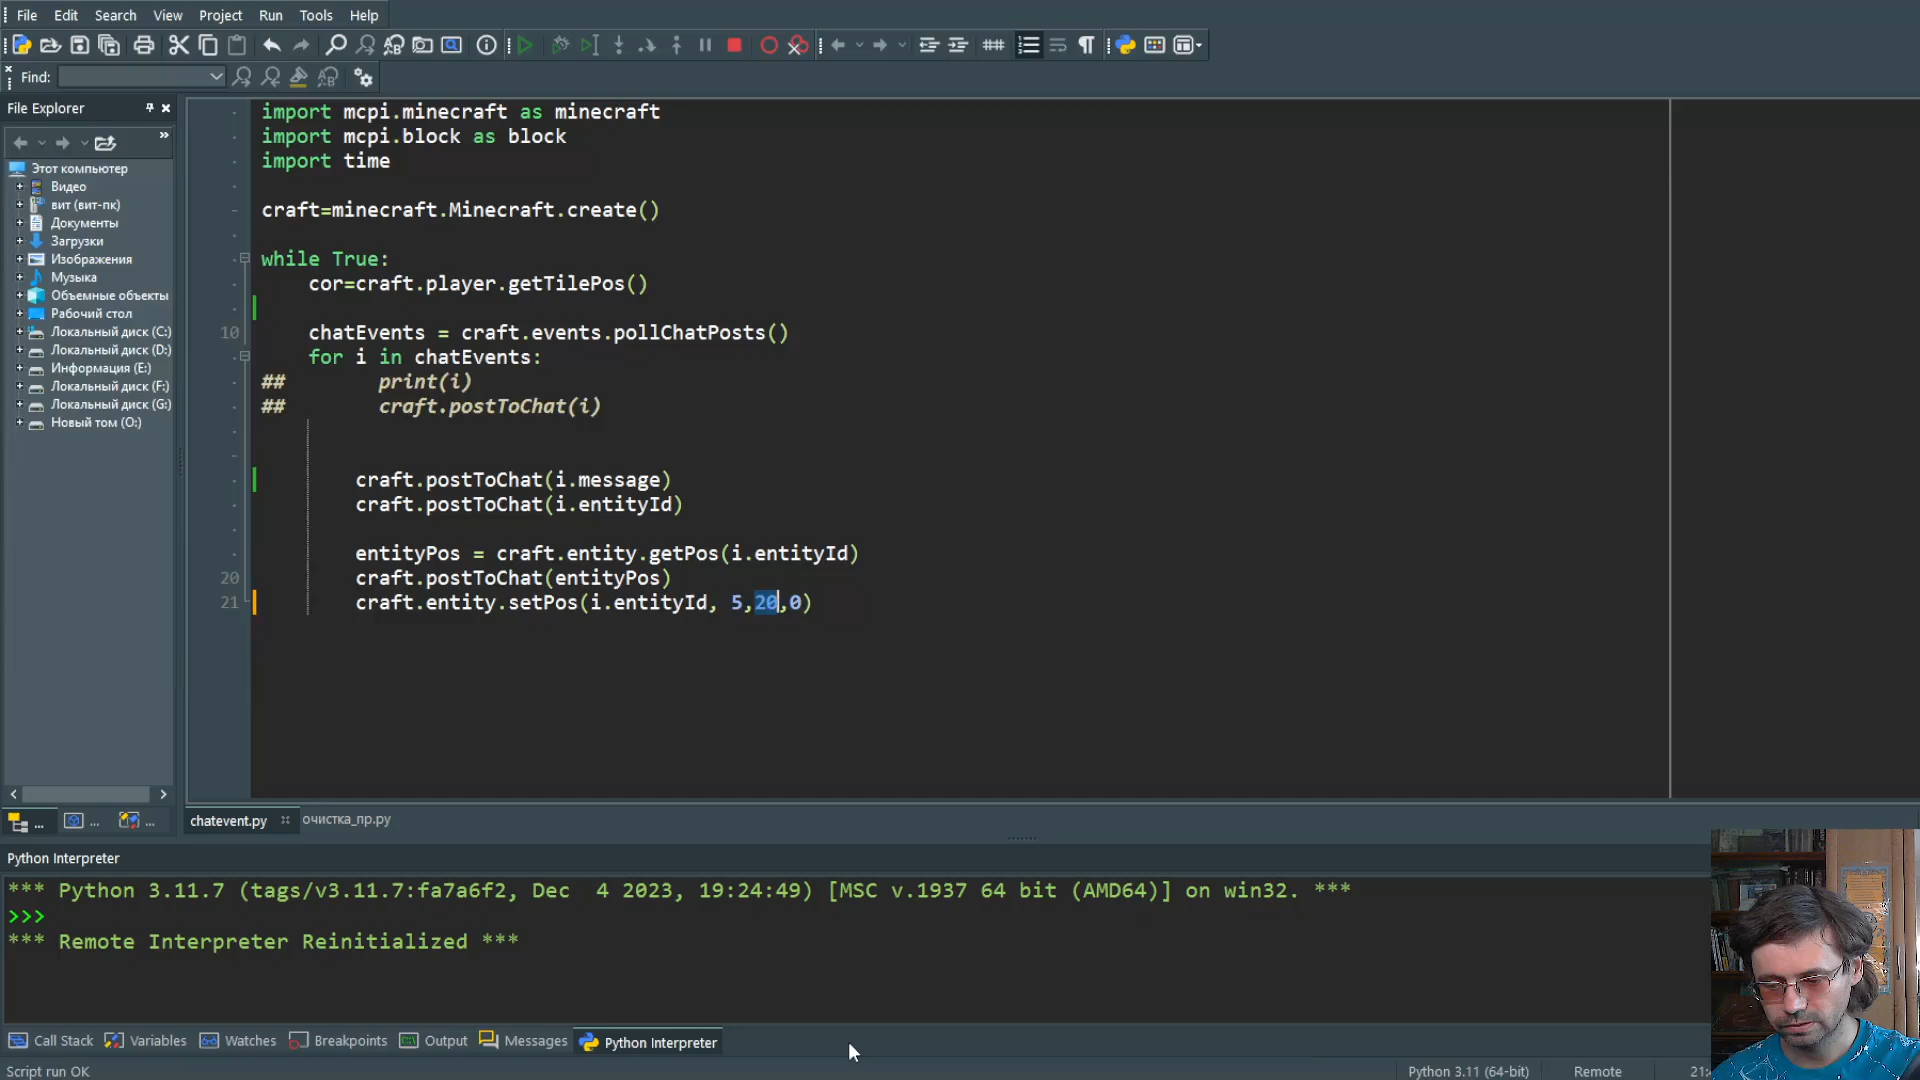 File Edit Search View Project Run Tools Help
Find:
File Explorer
»
Этот компьютер
Видео
вит (вит-пк)
Документы
Загрузки
Изображения
Музыка
Объемные объекты
Рабочий стол
Локальный диск (C:)
Локальный диск (D:)
Информация (E:)
Локальный диск (F:)
Локальный диск (G:)
Новый том (O:)
import mcpi.minecraft as minecraft
import mcpi.block as block
import time
craft=minecraft.Minecraft.create()
while True:
cor=craft.player.getTilePos()
10 chatEvents = craft.events.pollChatPosts()
for i in chatEvents:
## print(i)
## craft.postToChat(i)
craft.postToChat(i.message)
craft.postToChat(i.entityId)
entityPos = craft.entity.getPos(i.entityId)
20 craft.postToChat(entityPos)
21 craft.entity.setPos(i.entityId, 5,20,0)
... ... ...
chatevent.py очистка_пр.py
Python Interpreter
*** Python 3.11.7 (tags/v3.11.7:fa7a6f2, Dec  4 2023, 19:24:49) [MSC v.1937 64 bit (AMD64)] on win32. ***
>>>
*** Remote Interpreter Reinitialized ***
Call Stack Variables Watches Breakpoints Output Messages Python Interpreter
Script run OK Python 3.11 (64-bit) Remote